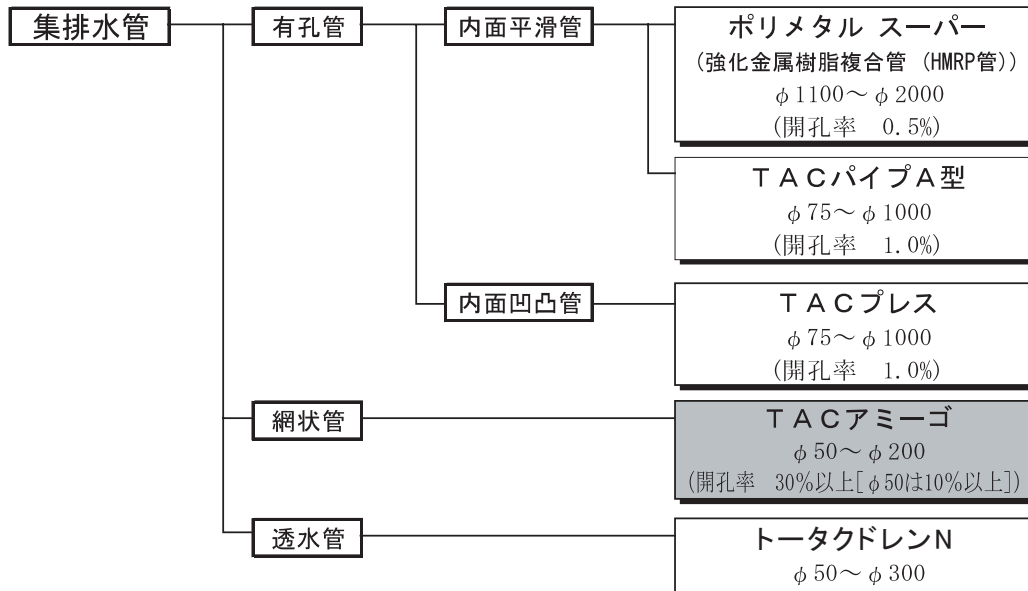 集排水管
有孔管
内面平滑管
ポリメタル スーパー
(強化金属樹脂複合管 (HMRP管))
φ1100～φ2000
(開孔率 0.5%)
TACパイプA型
φ75～φ1000
(開孔率 1.0%)
内面凹凸管
TACプレス
φ75～φ1000
(開孔率 1.0%)
網状管
TACアミーゴ
φ50～φ200
(開孔率 30%以上[φ50は10%以上])
透水管
トータクドレンN
φ50～φ300